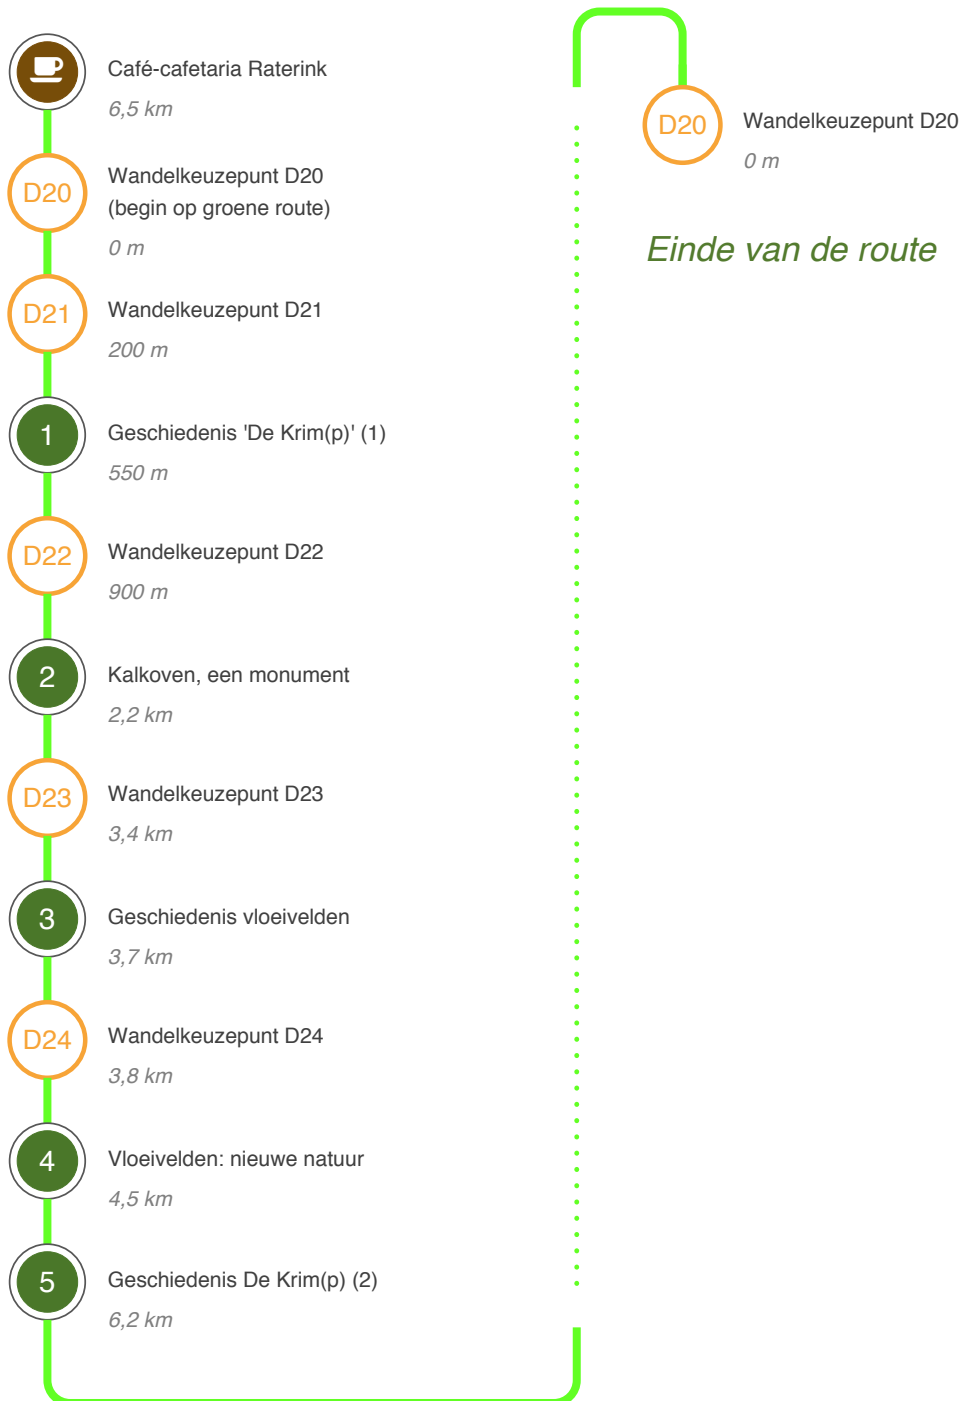 Café-cafetaria Raterink
6,5 km
D20
Wandelkeuzepunt D20
(begin op groene route)
0 m
D21
Wandelkeuzepunt D21
200 m
1
Geschiedenis 'De Krim(p)' (1)
550 m
D22
Wandelkeuzepunt D22
900 m
2
Kalkoven, een monument
2,2 km
D23
Wandelkeuzepunt D23
3,4 km
3
Geschiedenis vloeivelden
3,7 km
D24
Wandelkeuzepunt D24
3,8 km
4
Vloeivelden: nieuwe natuur
4,5 km
5
Geschiedenis De Krim(p) (2)
6,2 km
D20
Wandelkeuzepunt D20
0 m
Einde van de route